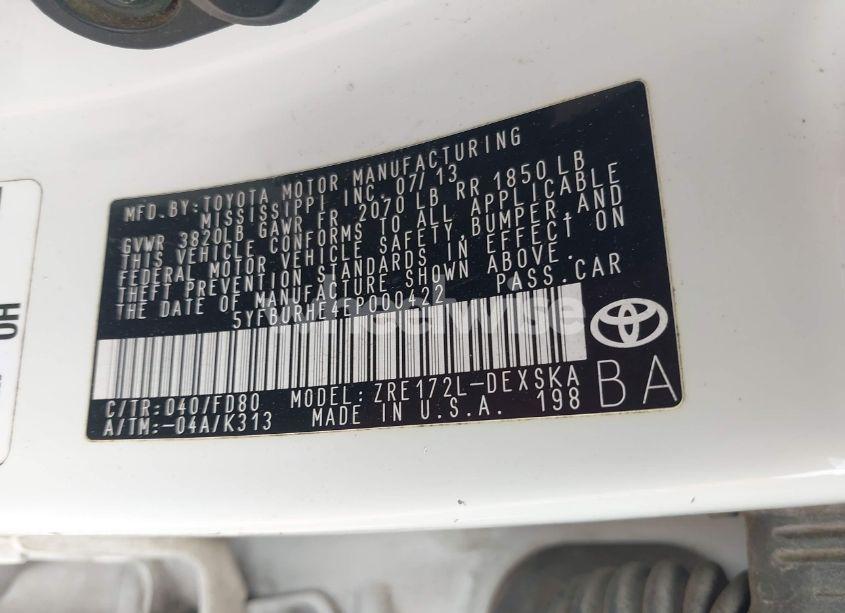 MFD. BY: TOYOTA MOTOR MANUFACTURING
MISSISSIPPI INC. 07/13
GVWR 3820LB GAWR FR 2070 LB RR 1850 LB
THIS VEHICLE CONFORMS TO ALL APPLICABLE
FEDERAL MOTOR VEHICLE SAFETY, BUMPER, AND
THEFT PREVENTION STANDARDS IN EFFECT ON
THE DATE OF MANUFACTURE SHOWN ABOVE.
5YFBURHE4EP000422 PASS. CAR
C/TR: 040/FD80 MODEL: ZRE172L-DEXSKA
A/TM: -04A/K313 MADE IN U.S.A. 198
BA